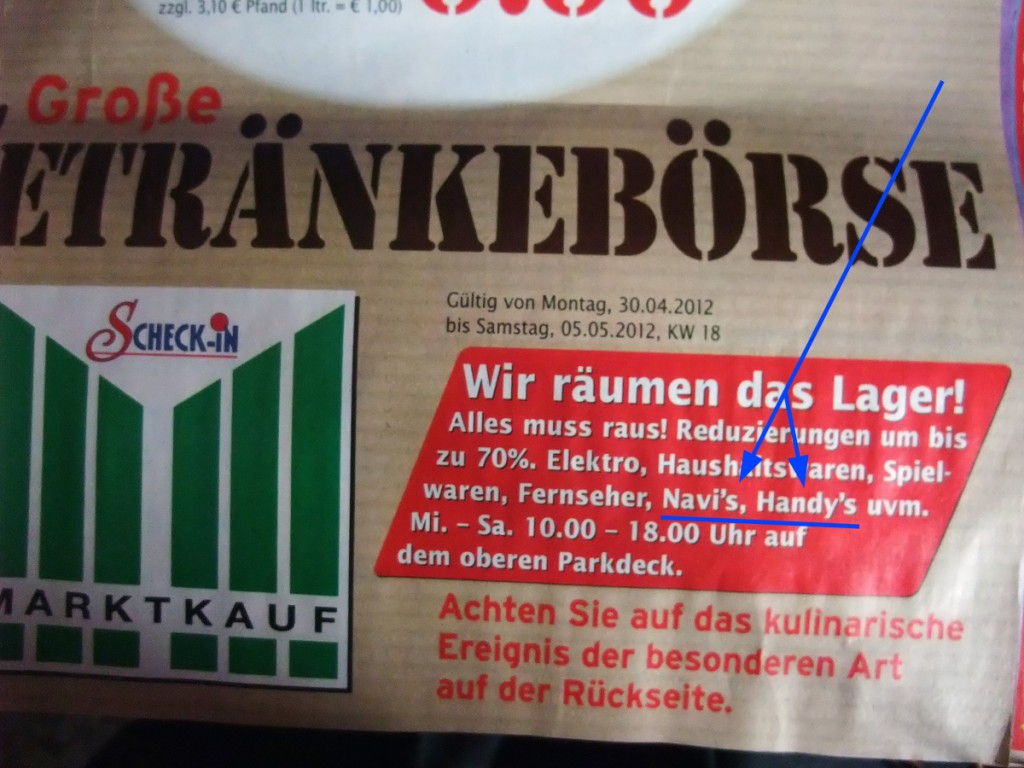 zzgl. 3,10 € Pfand (1 ltr. = € 1,00)
Große
ETRÄNKEBÖRSE
SCHECK-iN
MARKTKAUF
Gültig von Montag, 30.04.2012
bis Samstag, 05.05.2012, KW 18
Wir räumen das Lager!
Alles muss raus! Reduzierungen um bis
zu 70%. Elektro, Haushaltswaren, Spiel-
waren, Fernseher, Navi's, Handy's uvm.
Mi. – Sa. 10.00 – 18.00 Uhr auf
dem oberen Parkdeck.
Achten Sie auf das kulinarische
Ereignis der besonderen Art
auf der Rückseite.